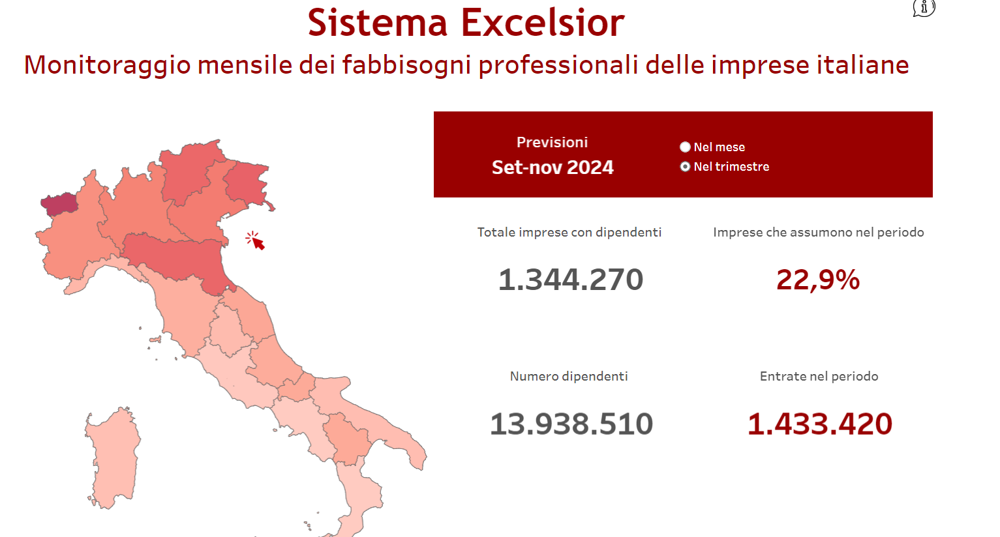 Sistema Excelsior
Monitoraggio mensile dei fabbisogni professionali delle imprese italiane
Previsioni
Set-nov 2024
Nel mese
Nel trimestre
Totale imprese con dipendenti
Imprese che assumono nel periodo
1.344.270
22,9%
Numero dipendenti
Entrate nel periodo
13.938.510
1.433.420